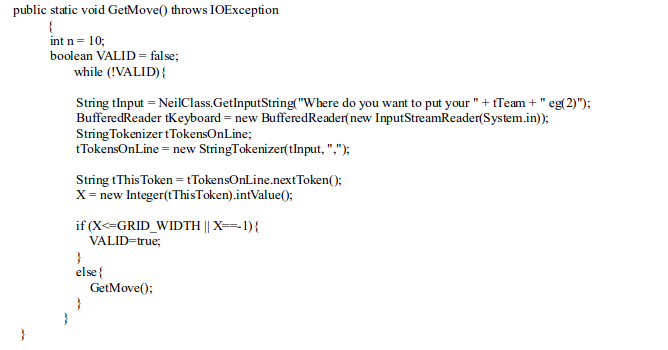 public static void GetMove() throws IOException
{
int n = 10;
boolean VALID = false;
while (!VALID){
String tInput = NeilClass.GetInputString("Where do you want to put your " + tTeam + " eg(2)");
BufferedReader tKeyboard = new BufferedReader(new InputStreamReader(System.in));
StringTokenizer tTokensOnLine;
tTokensOnLine = new StringTokenizer(tInput, ",");
String tThisToken = tTokensOnLine.nextToken();
X = new Integer(tThisToken).intValue();
if (X<=GRID_WIDTH || X==-1){
VALID=true;
}
else{
GetMove();
}
}
}